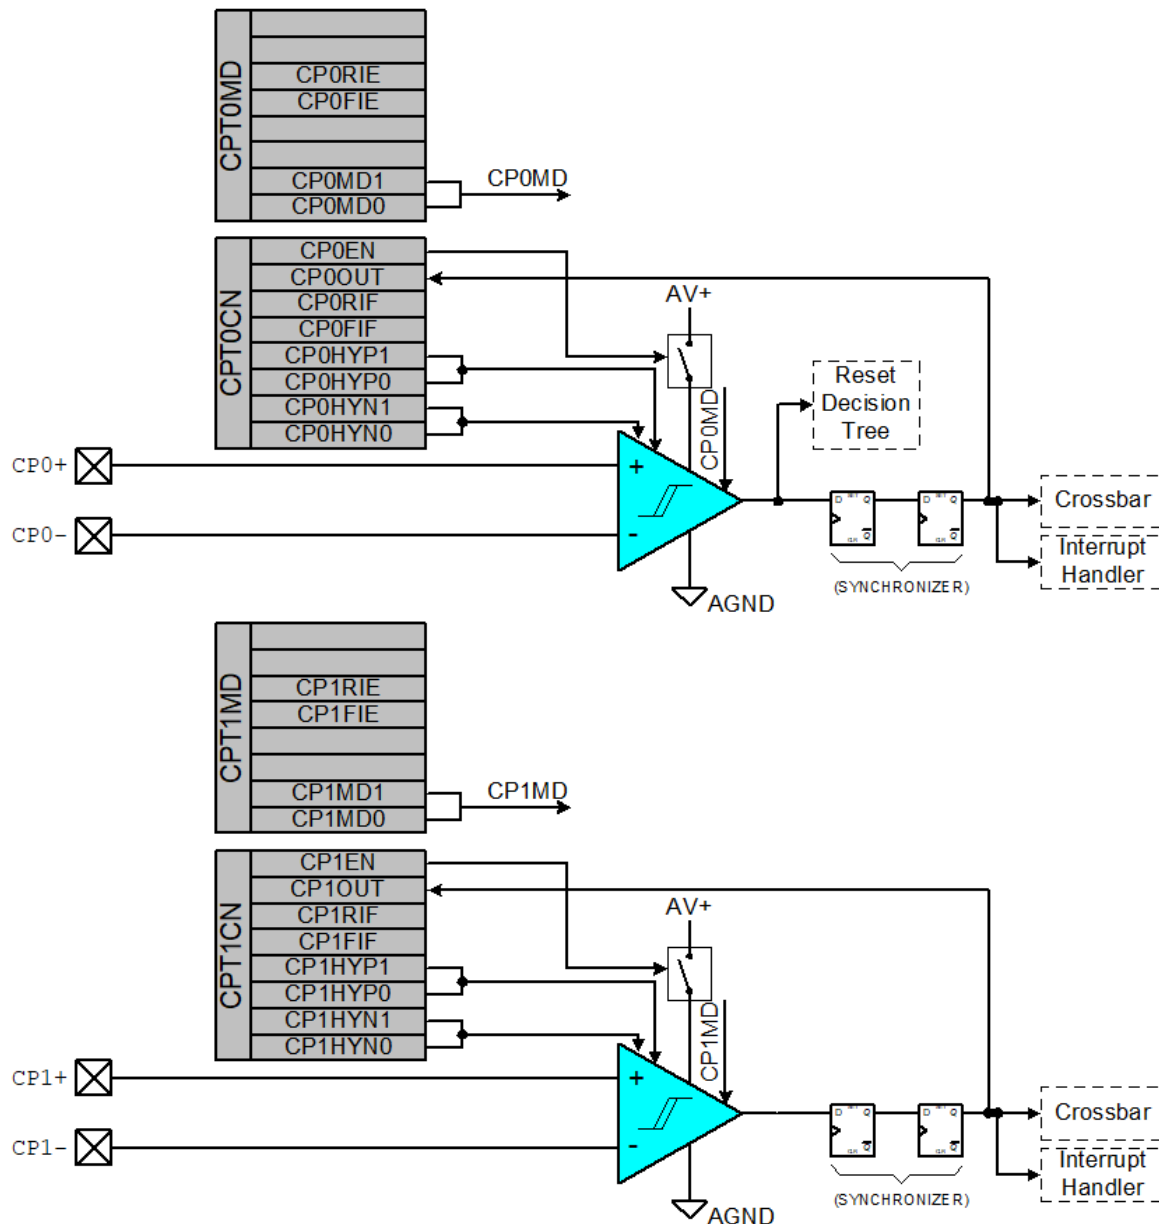 CPT0MD
CP0RIE
CP0FIE
CP0MD1
CP0MD0
CP0MD
CPT0CN
CP0EN
CP0OUT
CP0RIF
CP0FIF
CP0HYP1
CP0HYP0
CP0HYN1
CP0HYN0
AV+
CP0MD
Reset
Decision
Tree
CP0+
CP0-
+
-
D
Q
Q
D
Q
Q
(SYNCHRONIZER)
Crossbar
Interrupt
Handler
AGND
CPT1MD
CP1RIE
CP1FIE
CP1MD1
CP1MD0
CP1MD
CPT1CN
CP1EN
CP1OUT
CP1RIF
CP1FIF
CP1HYP1
CP1HYP0
CP1HYN1
CP1HYN0
AV+
CP1MD
CP1+
CP1-
+
-
D
Q
Q
D
Q
Q
(SYNCHRONIZER)
Crossbar
Interrupt
Handler
AGND